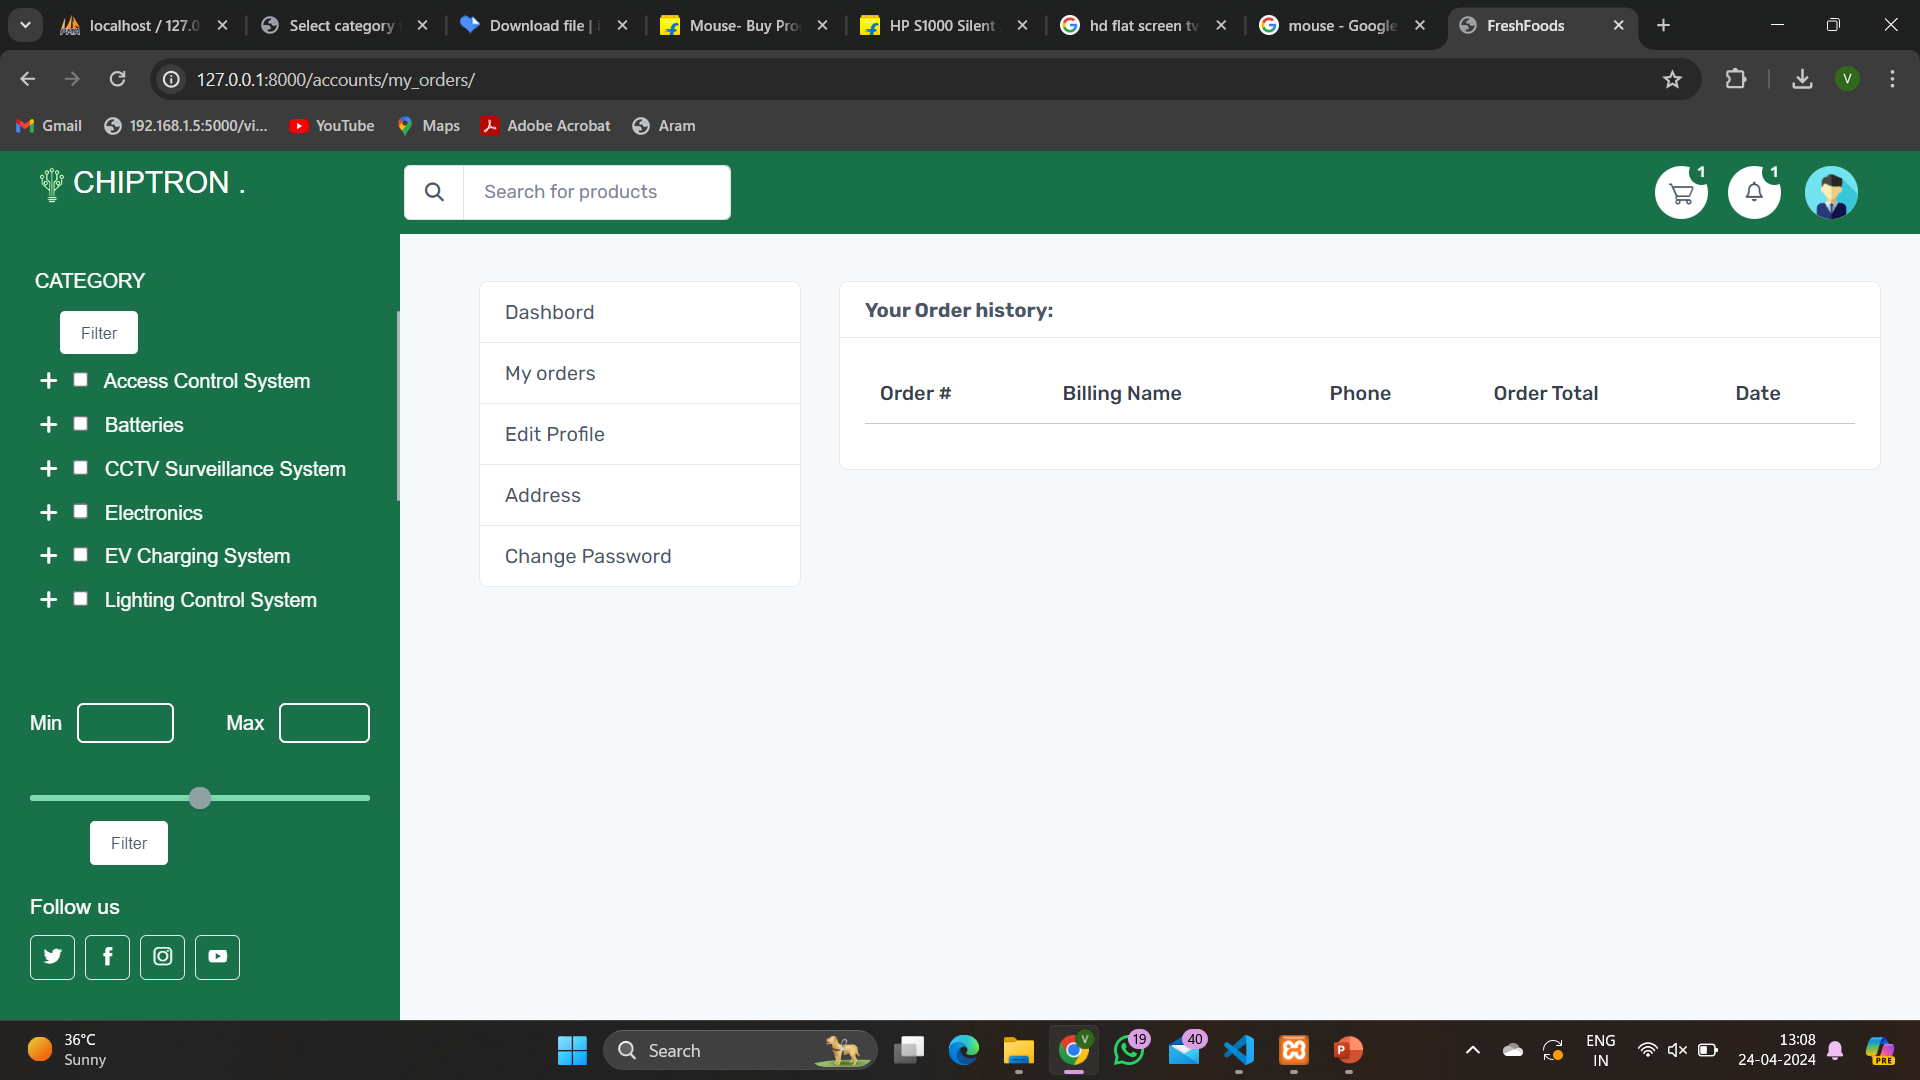 localhost / 127.0
Select category
Download file |
Mouse- Buy Pro
HP S1000 Silent
hd flat screen tv
mouse - Google
FreshFoods
127.0.0.1:8000/accounts/my_orders/
V
Gmail
192.168.1.5:5000/vi...
YouTube
Maps
Adobe Acrobat
Aram
CHIPTRON .
Search for products
1
1
CATEGORY
Filter
Access Control System
Batteries
CCTV Surveillance System
Electronics
EV Charging System
Lighting Control System
Min
Max
Filter
Follow us
Dashbord
My orders
Edit Profile
Address
Change Password
Your Order history:
Order # Billing Name Phone Order Total Date
36°C
Sunny
Search
V
19
40
P
ENG
IN
13:08
24-04-2024
PRE